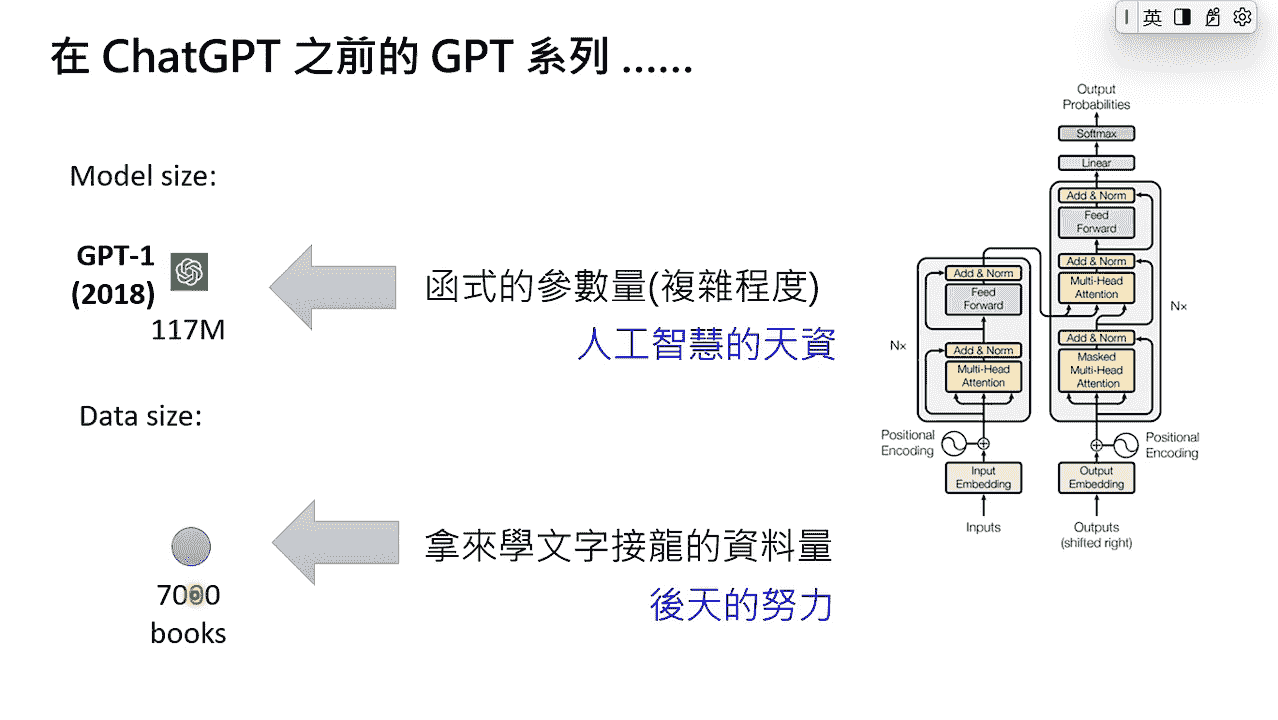 英
在 ChatGPT 之前的 GPT 系列 ……
Model size:
GPT-1
(2018)
117M
函式的參數量(複雜程度)
人工智慧的天資
Data size:
7000
books
拿來學文字接龍的資料量
後天的努力
Output
Probabilities
Softmax
Linear
Add & Norm
Feed
Forward
Add & Norm
Multi-Head
Attention
Add & Norm
Masked
Multi-Head
Attention
N×
Add & Norm
Feed
Forward
Add & Norm
Multi-Head
Attention
N×
Positional
Encoding
Positional
Encoding
Input
Embedding
Output
Embedding
Inputs
Outputs
(shifted right)